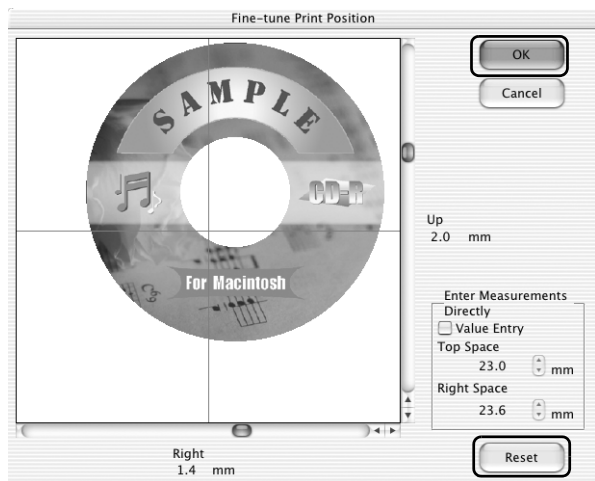 Fine-tune Print Position
OK
Cancel
SAMPLE
CD-R
For Macintosh
Up
2.0 mm
Enter Measurements
Directly
Value Entry
Top Space
23.0 mm
Right Space
23.6 mm
Right
1.4 mm
Reset